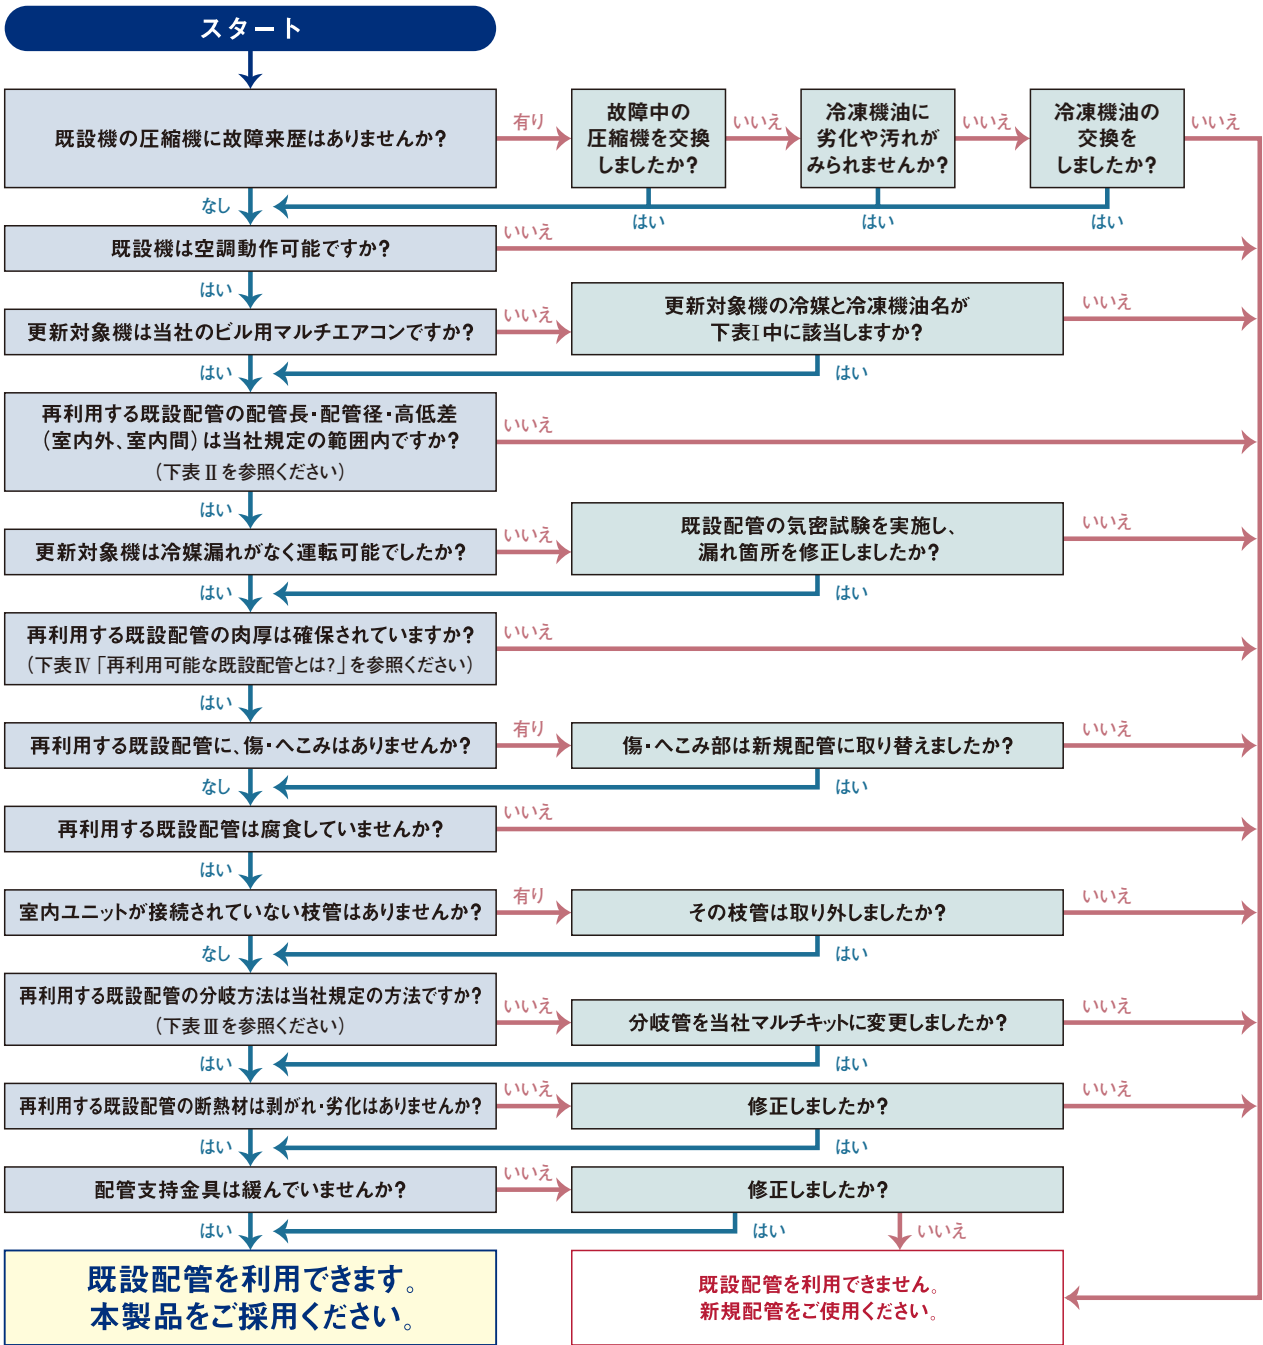 スタート
既設機の圧縮機に故障来歴はありませんか?
有り
故障中の
圧縮機を交換
しましたか?
いいえ
冷凍機油に
劣化や汚れが
みられませんか?
いいえ
冷凍機油の
交換を
しましたか?
いいえ
なし
はい
はい
はい
既設機は空調動作可能ですか?
いいえ
はい
更新対象機は当社のビル用マルチエアコンですか?
いいえ
更新対象機の冷媒と冷凍機油名が
下表Ⅰ中に該当しますか?
いいえ
はい
はい
再利用する既設配管の配管長・配管径・高低差
(室内外、室内間)は当社規定の範囲内ですか?
(下表Ⅱを参照ください)
いいえ
はい
更新対象機は冷媒漏れがなく運転可能でしたか?
いいえ
既設配管の気密試験を実施し、
漏れ箇所を修正しましたか?
いいえ
はい
はい
再利用する既設配管の肉厚は確保されていますか?
(下表Ⅳ「再利用可能な既設配管とは?」を参照ください)
いいえ
はい
再利用する既設配管に、傷・へこみはありませんか?
有り
傷・へこみ部は新規配管に取り替えましたか?
いいえ
なし
はい
再利用する既設配管は腐食していませんか?
いいえ
はい
室内ユニットが接続されていない枝管はありませんか?
有り
その枝管は取り外しましたか?
いいえ
なし
はい
再利用する既設配管の分岐方法は当社規定の方法ですか?
(下表Ⅲを参照ください)
いいえ
分岐管を当社マルチキットに変更しましたか?
いいえ
はい
はい
再利用する既設配管の断熱材は剥がれ・劣化はありませんか?
いいえ
修正しましたか?
いいえ
はい
はい
配管支持金具は緩んでいませんか?
いいえ
修正しましたか?
はい
はい
いいえ
既設配管を利用できます。
本製品をご採用ください。
既設配管を利用できません。
新規配管をご使用ください。